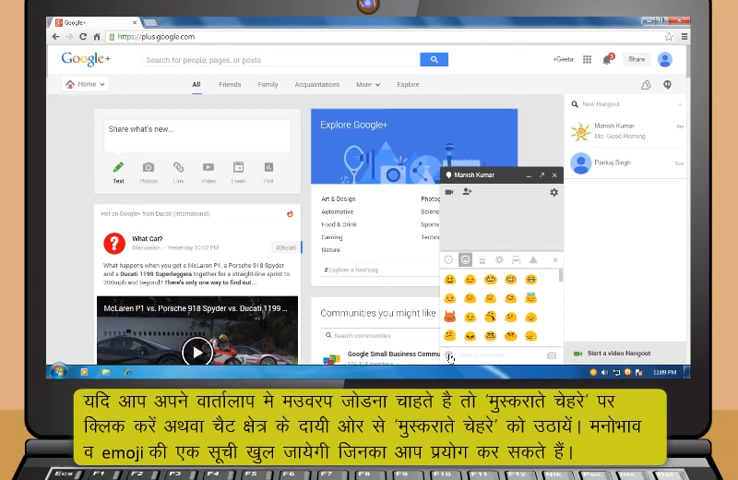 Google+
https://plus.google.com
Google+
Search for people, pages, or posts
+Geeta
Share
Home
All
Friends
Family
Acquaintances
More
Explore
New Hangout
Manish Kumar
Me: Good Morning
Pankaj Singh
Share what's new...
Text
Photos
Link
Video
Event
Poll
Explore Google+
Art & Design
Automotive
Food & Drink
Gaming
Nature
Explore a hashtag
Manish Kumar
Hot on Google+ from Ducati (International)
What Car?
Discussion - Yesterday 10:02 PM
#Ducati
What happens when you get a McLaren P1, a Porsche 918 Spyder
and a Ducati 1199 Superleggera together for a straight-line sprint to
200mph and beyond? There's only one way to find out...
McLaren P1 vs. Porsche 918 Spyder vs. Ducati 1199 ...
Communities you might like
Search communities
Google Small Business Commu
Start a video Hangout
12:09 PM
यदि आप अपने वार्तालाप मे मउवरप जोडना चाहते है तो 'मुस्कराते चेहरे' पर
क्लिक करें अथवा चैट क्षेत्र के दायी ओर से 'मुस्कराते चेहरे' को उठायें। मनोभाव
व emoji की एक सूची खुल जायेगी जिनका आप प्रयोग कर सकते हैं।